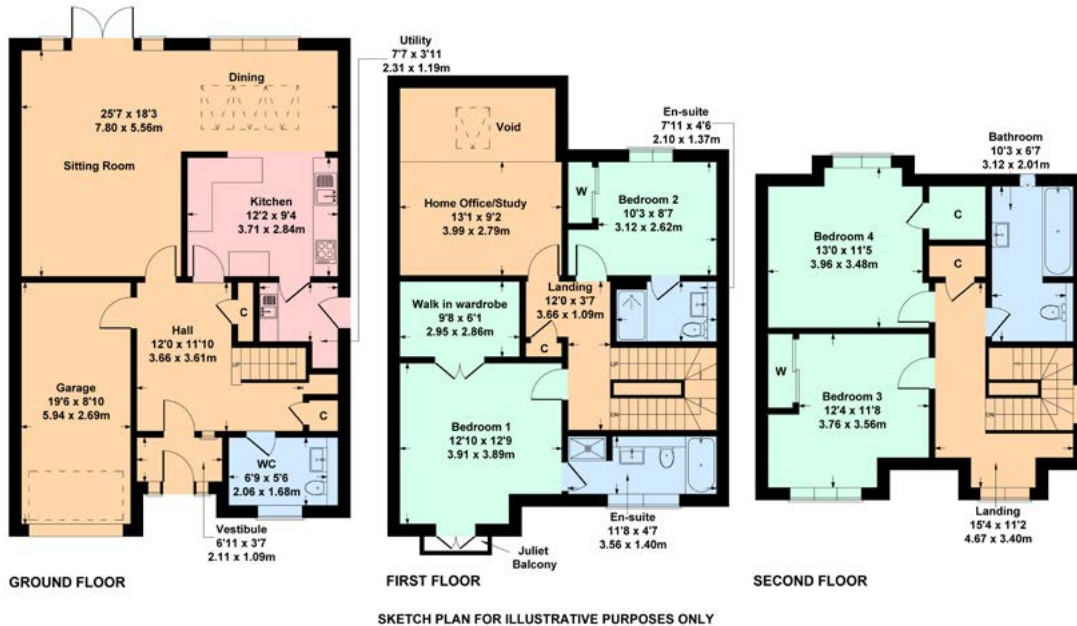 Utility
7'7 x 3'11
2.31 x 1.19m
Dining
25'7 x 18'3
7.80 x 5.56m
Sitting Room
Kitchen
12'2 x 9'4
3.71 x 2.84m
C
Hall
12'0 x 11'10
3.66 x 3.61m
UP
Garage
19'6 x 8'10
5.94 x 2.69m
C
WC
6'9 x 5'6
2.06 x 1.68m
Vestibule
6'11 x 3'7
2.11 x 1.09m
GROUND FLOOR
En-suite
7'11 x 4'6
2.10 x 1.37m
Void
W
Bedroom 2
10'3 x 8'7
3.12 x 2.62m
Home Office/Study
13'1 x 9'2
3.99 x 2.79m
Landing
12'0 x 3'7
3.66 x 1.09m
Walk in wardrobe
9'8 x 6'1
2.95 x 2.86m
C
UP
DN
Bedroom 1
12'10 x 12'9
3.91 x 3.89m
En-suite
11'8 x 4'7
3.56 x 1.40m
Juliet
Balcony
FIRST FLOOR
Bathroom
10'3 x 6'7
3.12 x 2.01m
C
Bedroom 4
13'0 x 11'5
3.96 x 3.48m
C
W
Bedroom 3
12'4 x 11'8
3.76 x 3.56m
DN
Landing
15'4 x 11'2
4.67 x 3.40m
SECOND FLOOR
SKETCH PLAN FOR ILLUSTRATIVE PURPOSES ONLY